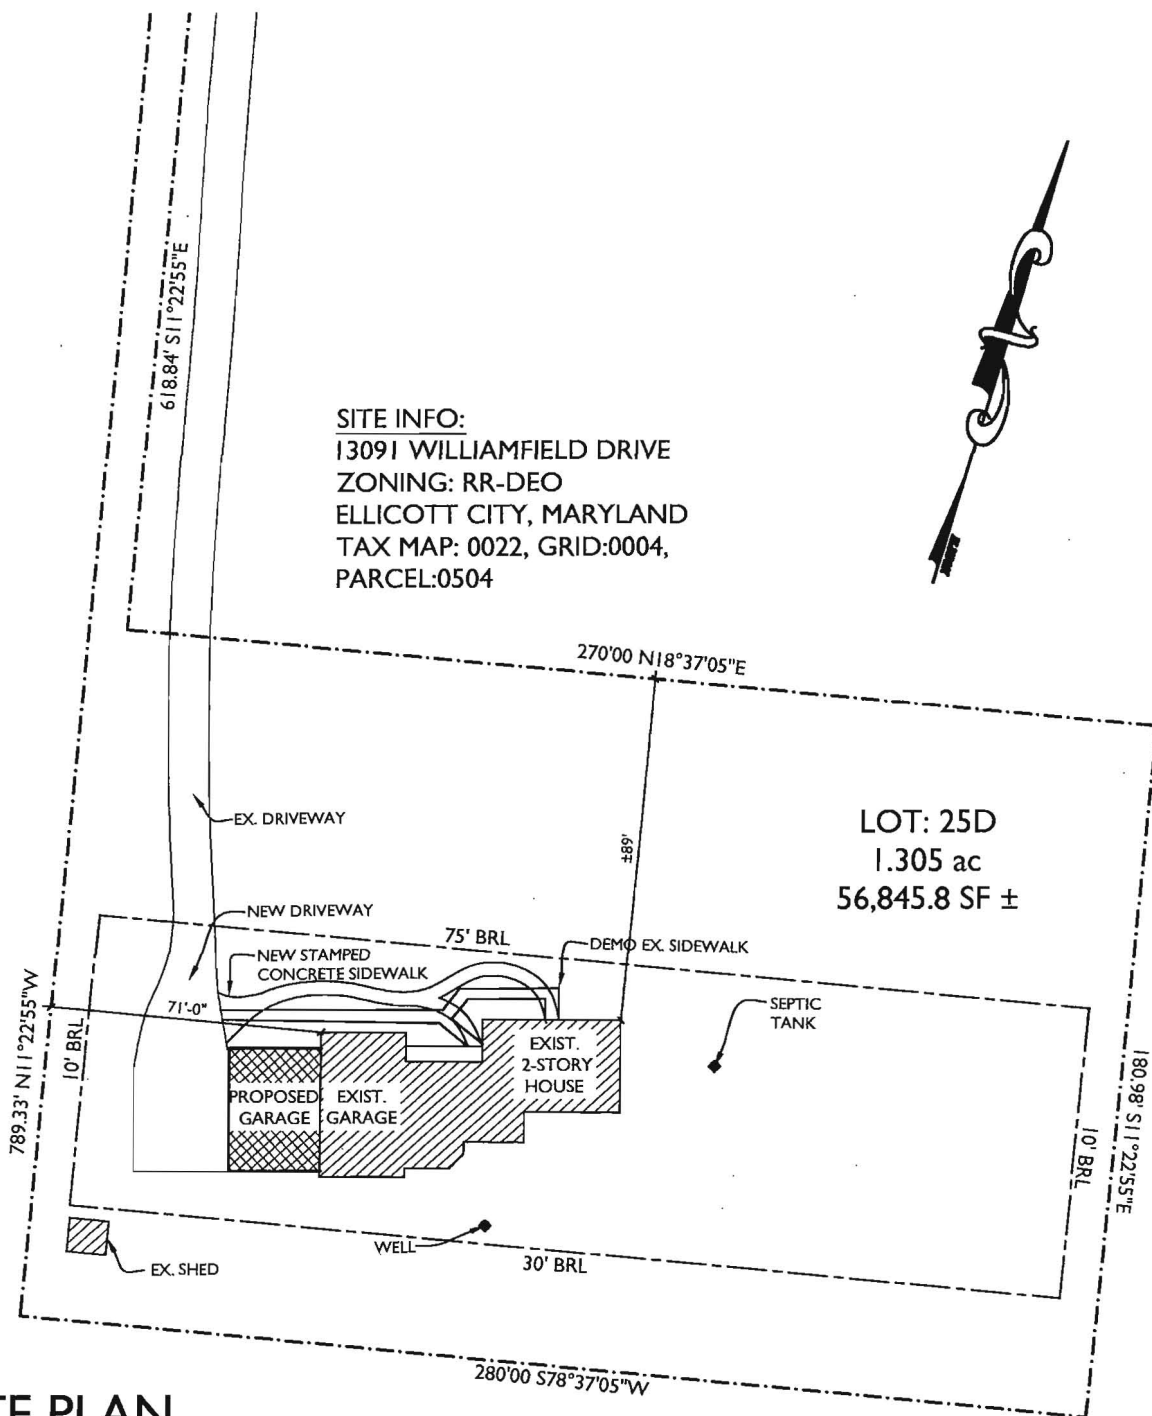 618.84' S11°22'55"E
SITE INFO:
13091 WILLIAMFIELD DRIVE
ZONING: RR-DEO
ELLICOTT CITY, MARYLAND
TAX MAP: 0022, GRID:0004,
PARCEL:0504
270'00 N18°37'05"E
EX. DRIVEWAY
±89'
LOT: 25D
1.305 ac
56,845.8 SF ±
NEW DRIVEWAY
75' BRL
DEMO EX. SIDEWALK
NEW STAMPED
CONCRETE SIDEWALK
789.33' N11°22'55"W
71'-0"
10' BRL
SEPTIC
TANK
EXIST.
2-STORY
HOUSE
PROPOSED
GARAGE
EXIST.
GARAGE
10' BRL
180.98' S11°22'55"E
WELL
30' BRL
EX. SHED
280'00 S78°37'05"W
TE PLAN